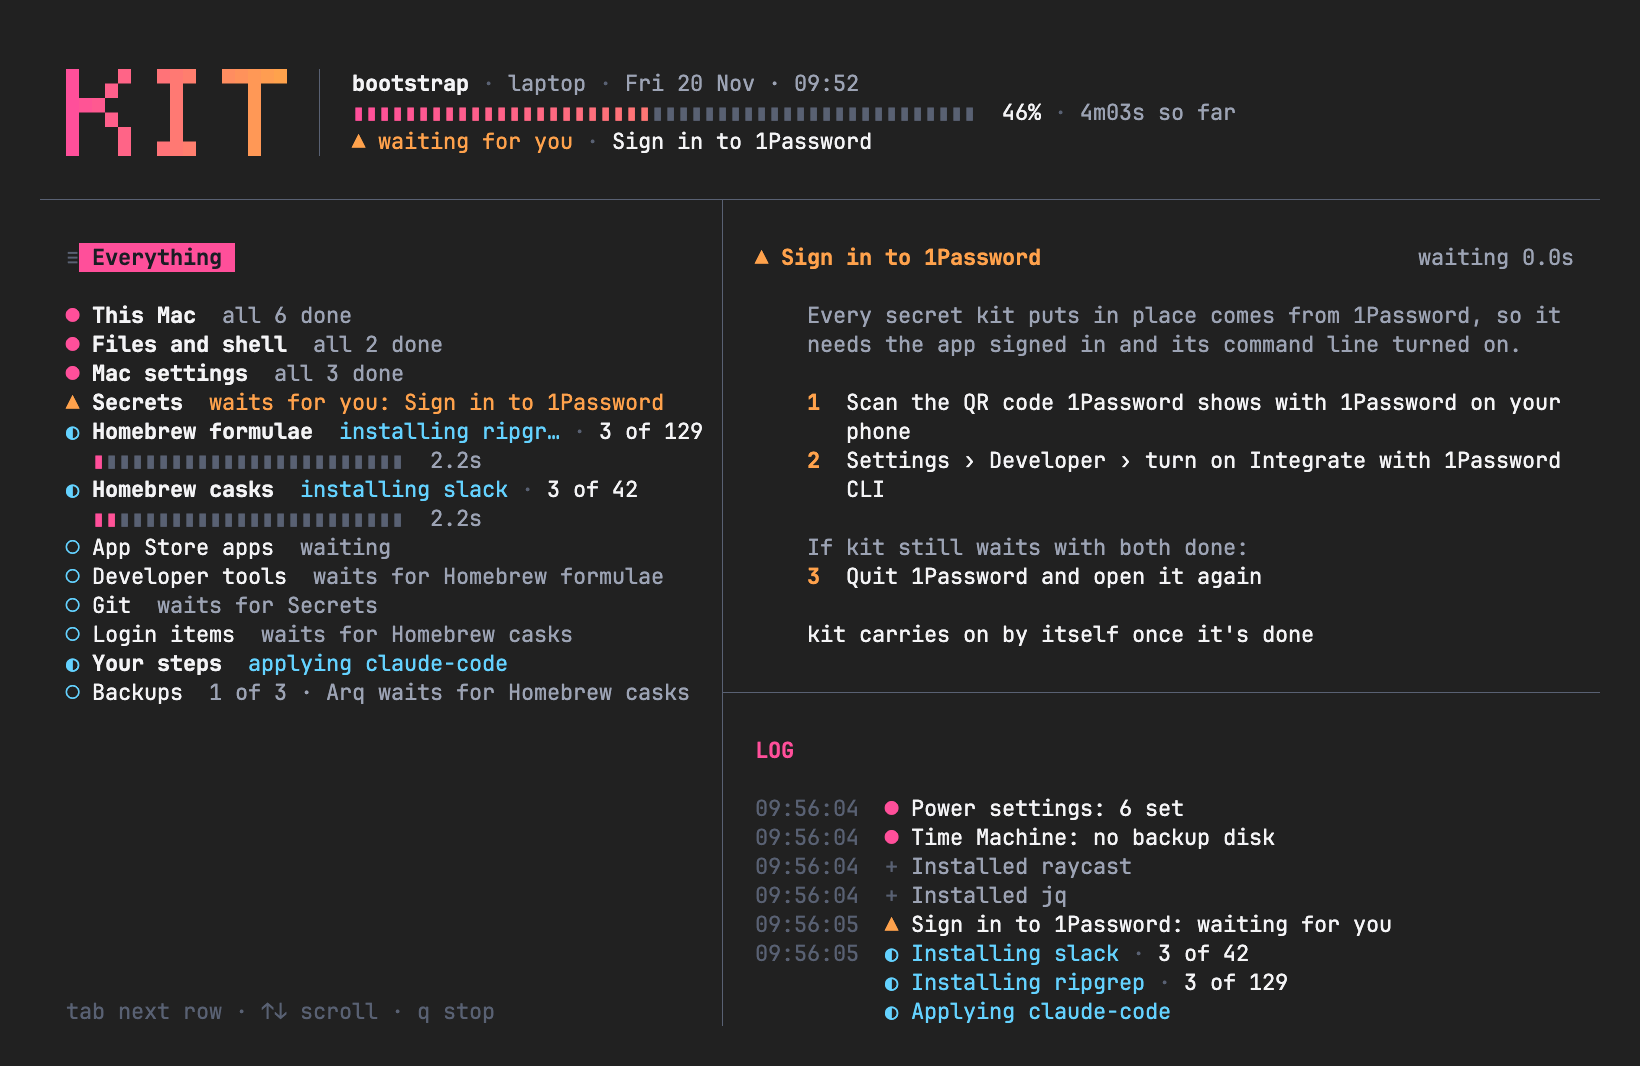 KIT
bootstrap · laptop · Fri 20 Nov · 09:52
46% · 4m03s so far
▲ waiting for you · Sign in to 1Password
≡ Everything
● This Mac  all 6 done
● Files and shell  all 2 done
● Mac settings  all 3 done
▲ Secrets  waits for you: Sign in to 1Password
◐ Homebrew formulae  installing ripgr… · 3 of 129
2.2s
◐ Homebrew casks  installing slack · 3 of 42
2.2s
○ App Store apps  waiting
○ Developer tools  waits for Homebrew formulae
○ Git  waits for Secrets
○ Login items  waits for Homebrew casks
◐ Your steps  applying claude-code
○ Backups  1 of 3 · Arq waits for Homebrew casks
tab next row · ↑↓ scroll · q stop
▲ Sign in to 1Password  waiting 0.0s
Every secret kit puts in place comes from 1Password, so it
needs the app signed in and its command line turned on.
1  Scan the QR code 1Password shows with 1Password on your
phone
2  Settings › Developer › turn on Integrate with 1Password
CLI
If kit still waits with both done:
3  Quit 1Password and open it again
kit carries on by itself once it's done
LOG
09:56:04  ● Power settings: 6 set
09:56:04  ● Time Machine: no backup disk
09:56:04  + Installed raycast
09:56:04  + Installed jq
09:56:05  ▲ Sign in to 1Password: waiting for you
09:56:05  ◐ Installing slack · 3 of 42
◐ Installing ripgrep · 3 of 129
◐ Applying claude-code